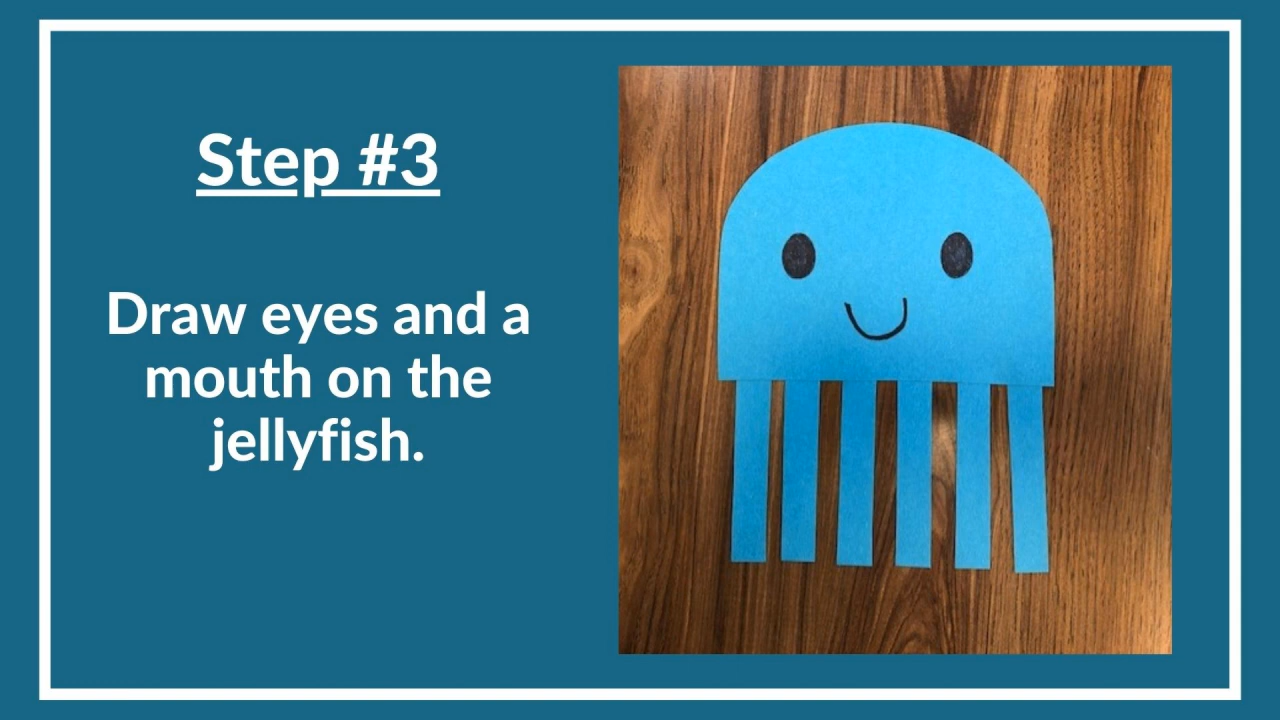 Step #3
Draw eyes and a
mouth on the
jellyfish.